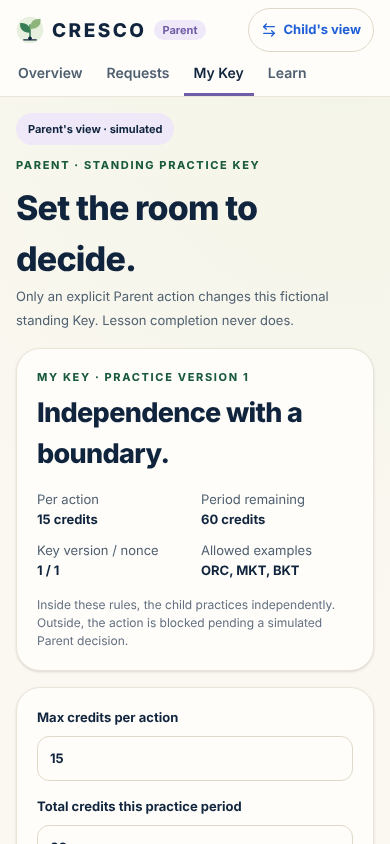 CRESCO
Parent
Child's view
Overview
Requests
My Key
Learn
Parent's view · simulated
PARENT · STANDING PRACTICE KEY
Set the room to
decide.
Only an explicit Parent action changes this fictional
standing Key. Lesson completion never does.
MY KEY · PRACTICE VERSION 1
Independence with a
boundary.
Per action
15 credits
Period remaining
60 credits
Key version / nonce
1 / 1
Allowed examples
ORC, MKT, BKT
Inside these rules, the child practices independently.
Outside, the action is blocked pending a simulated
Parent decision.
Max credits per action
15
Total credits this practice period